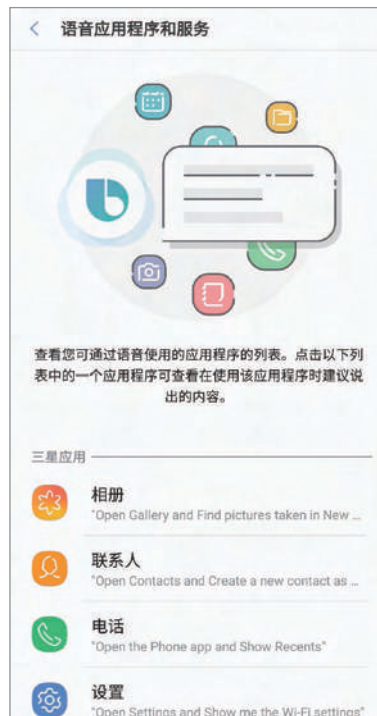 语音应用程序和服务
查看您可通过语音使用的应用程序的列表。点击以下列
表中的一个应用程序可查看在使用该应用程序时建议说
出的内容。
三星应用
相册
"Open Gallery and Find pictures taken in New ...
联系人
"Open Contacts and Create a new contact as ...
电话
"Open the Phone app and Show Recents"
设置
"Open Settings and Show me the Wi-Fi settings"